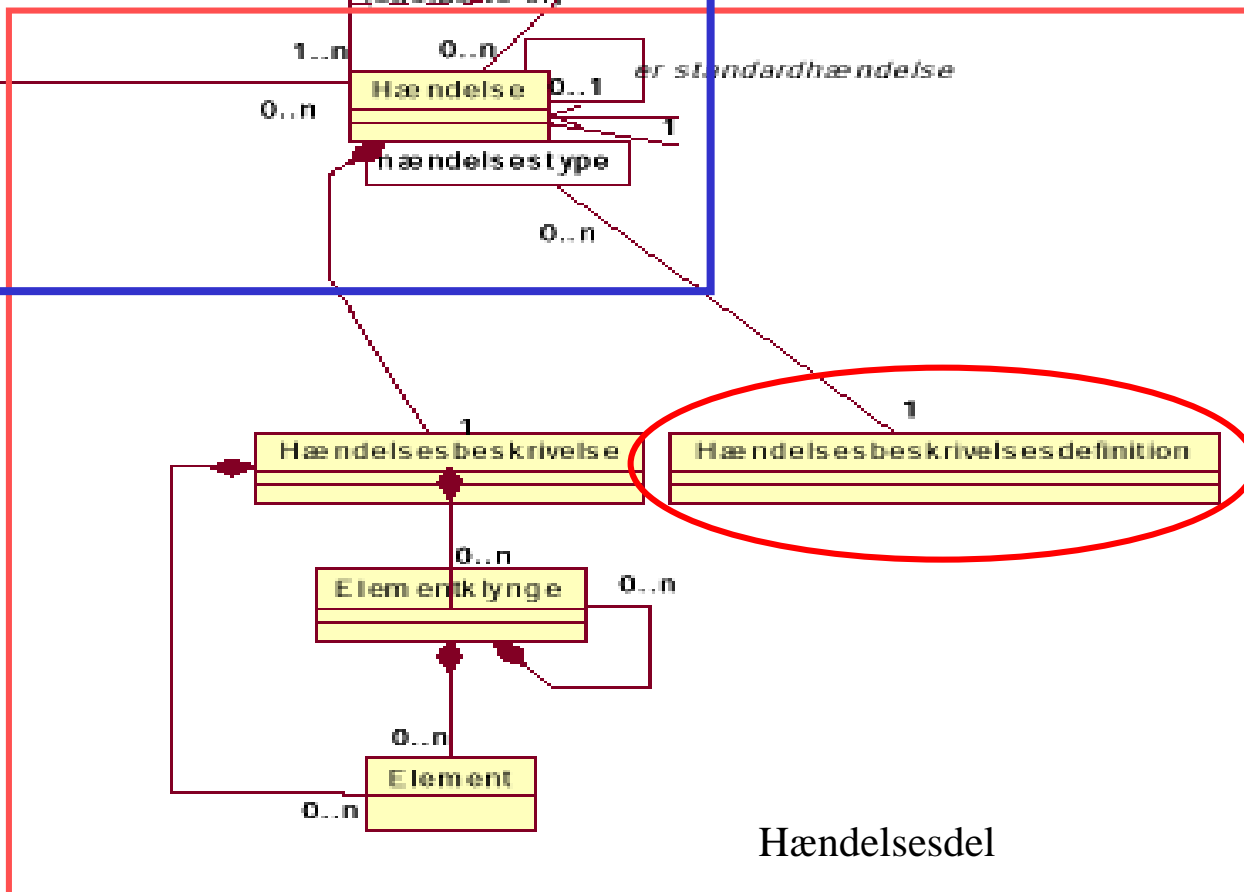 1..n
0..n
er standardhændelse
Hændelse
0..1
0..n
1
hændelsestype
0..n
1
1
Hændelsesbeskrivelse
Hændelsesbeskrivelsesdefinition
0..n
Elementklynge
0..n
0..n
Element
0..n
Hændelsesdel